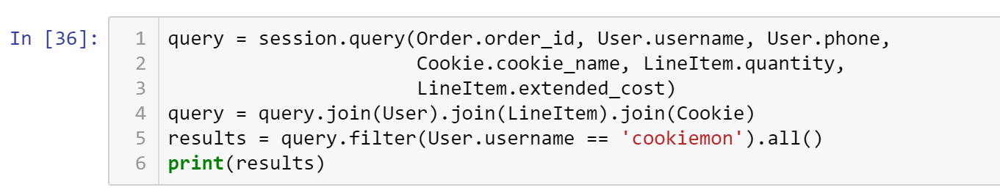 In [36]:
1 query = session.query(Order.order_id, User.username, User.phone,
2                       Cookie.cookie_name, LineItem.quantity,
3                       LineItem.extended_cost)
4 query = query.join(User).join(LineItem).join(Cookie)
5 results = query.filter(User.username == 'cookiemon').all()
6 print(results)